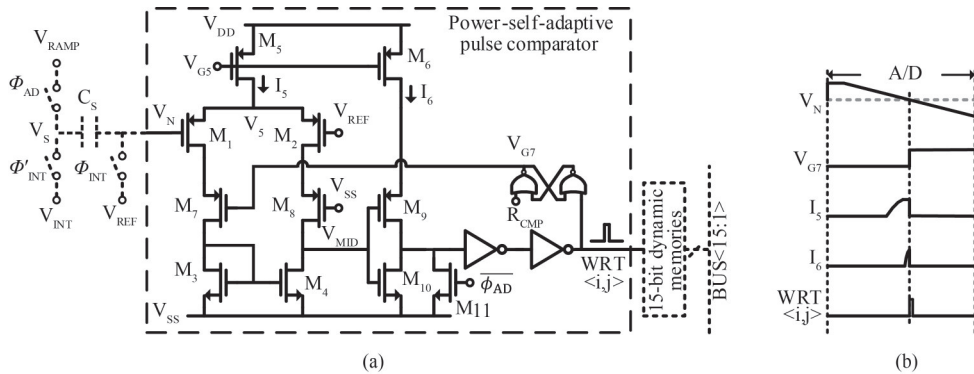 Power-self-adaptive
pulse comparator
V_DD
M_5
M_6
V_G5
I_5
I_6
V_RAMP
Φ_AD
C_S
V_S
Φ'_INT
Φ_INT
V_INT
V_REF
V_N
M_1
V_5
M_2
V_REF
V_G7
M_7
M_8
V_SS
M_9
R_CMP
V_MID
M_3
M_4
M_10
M11
ϕ̅_AD
V_SS
WRT
<i,j>
15-bit dynamic
memories
BUS<15:1>
(a)
A/D
V_N
V_G7
I_5
I_6
WRT
<i,j>
(b)